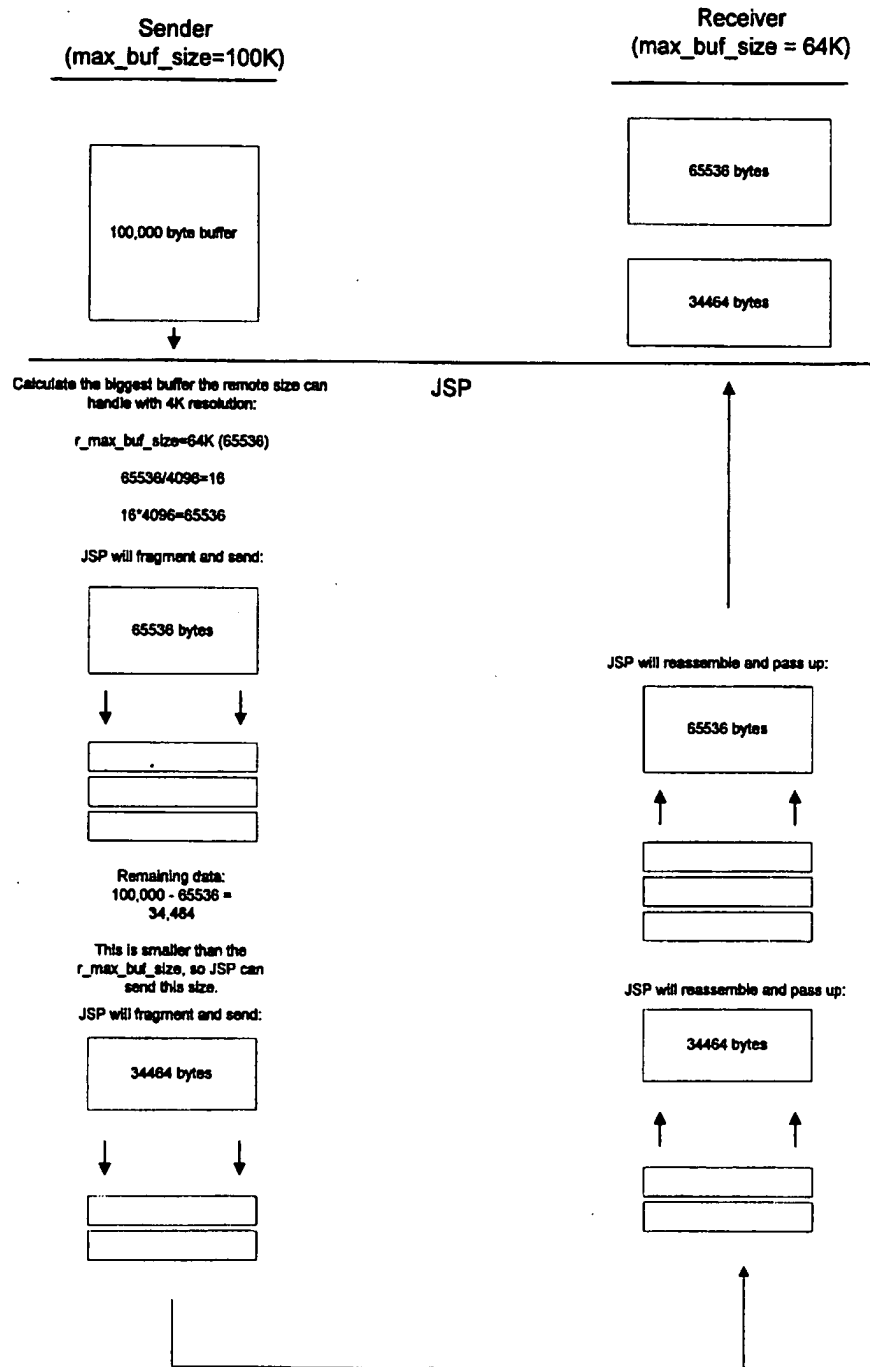 Sender
(max_buf_size=100K)
Receiver
(max_buf_size = 64K)
100,000 byte buffer
65536 bytes
34464 bytes
JSP
Calculate the biggest buffer the remote size can
handle with 4K resolution:
r_max_buf_size=64K (65536)
65536/4096=16
16*4096=65536
JSP will fragment and send:
65536 bytes
Remaining data:
100,000 - 65536 =
34,464
This is smaller than the
r_max_buf_size, so JSP can
send this size.
JSP will fragment and send:
34464 bytes
JSP will reassemble and pass up:
65536 bytes
JSP will reassemble and pass up:
34464 bytes